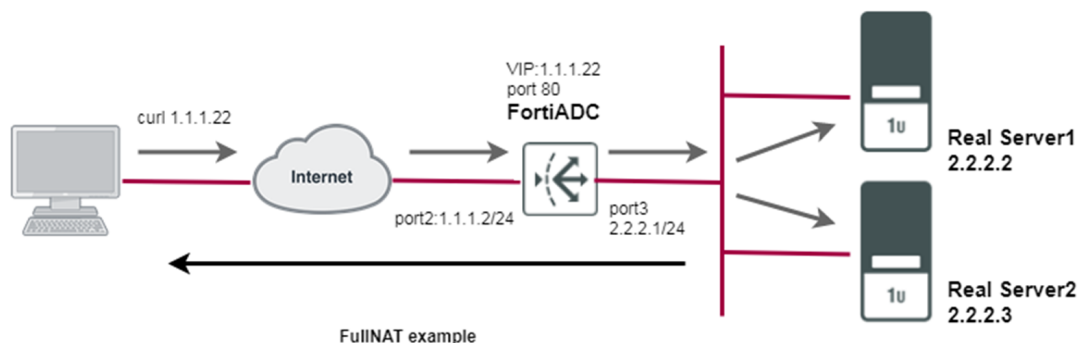 VIP:1.1.1.22
port 80
FortiADC
curl 1.1.1.22
Internet
port2:1.1.1.2/24
port3
2.2.2.1/24
1u
Real Server1
2.2.2.2
1u
Real Server2
2.2.2.3
FullNAT example